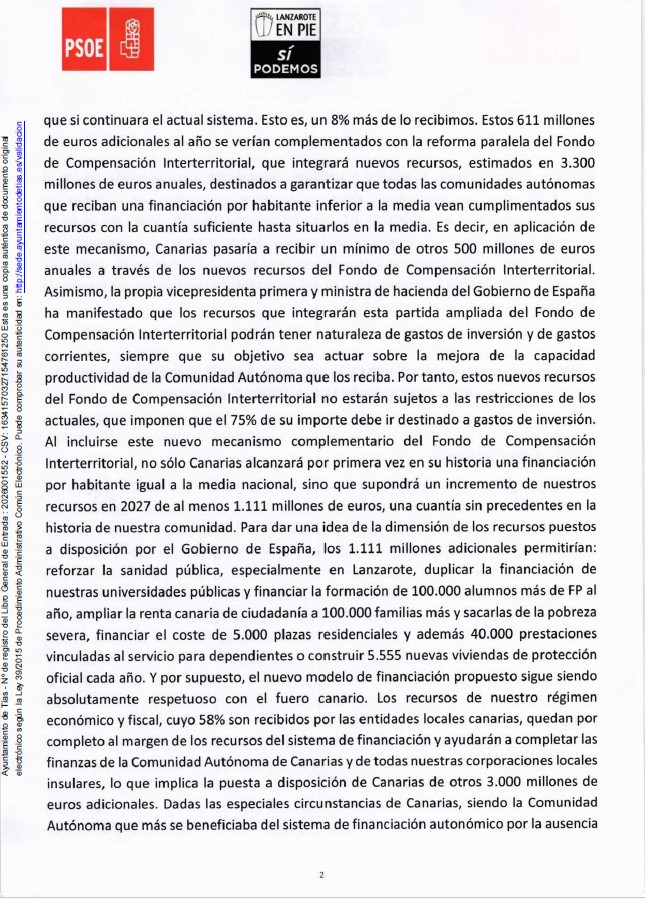 PSOE
LANZAROTE
EN PIE
SÍ
PODEMOS
que si continuara el actual sistema. Esto es, un 8% más de lo recibimos. Estos 611 millones
de euros adicionales al año se verían complementados con la reforma paralela del Fondo
de Compensación Interterritorial, que integrará nuevos recursos, estimados en 3.300
millones de euros anuales, destinados a garantizar que todas las comunidades autónomas
que reciban una financiación por habitante inferior a la media vean cumplimentados sus
recursos con la cuantía suficiente hasta situarlos en la media. Es decir, en aplicación de
este mecanismo, Canarias pasaría a recibir un mínimo de otros 500 millones de euros
anuales a través de los nuevos recursos del Fondo de Compensación Interterritorial.
Asimismo, la propia vicepresidenta primera y ministra de hacienda del Gobierno de España
ha manifestado que los recursos que integrarán esta partida ampliada del Fondo de
Compensación Interterritorial podrán tener naturaleza de gastos de inversión y de gastos
corrientes, siempre que su objetivo sea actuar sobre la mejora de la capacidad
productividad de la Comunidad Autónoma que los reciba. Por tanto, estos nuevos recursos
del Fondo de Compensación Interterritorial no estarán sujetos a las restricciones de los
actuales, que imponen que el 75% de su importe debe ir destinado a gastos de inversión.
Al incluirse este nuevo mecanismo complementario del Fondo de Compensación
Interterritorial, no sólo Canarias alcanzará por primera vez en su historia una financiación
por habitante igual a la media nacional, sino que supondrá un incremento de nuestros
recursos en 2027 de al menos 1.111 millones de euros, una cuantía sin precedentes en la
historia de nuestra comunidad. Para dar una idea de la dimensión de los recursos puestos
a disposición por el Gobierno de España, los 1.111 millones adicionales permitirían:
reforzar la sanidad pública, especialmente en Lanzarote, duplicar la financiación de
nuestras universidades públicas y financiar la formación de 100.000 alumnos más de FP al
año, ampliar la renta canaria de ciudadanía a 100.000 familias más y sacarlas de la pobreza
severa, financiar el coste de 5.000 plazas residenciales y además 40.000 prestaciones
vinculadas al servicio para dependientes o construir 5.555 nuevas viviendas de protección
oficial cada año. Y por supuesto, el nuevo modelo de financiación propuesto sigue siendo
absolutamente respetuoso con el fuero canario. Los recursos de nuestro régimen
económico y fiscal, cuyo 58% son recibidos por las entidades locales canarias, quedan por
completo al margen de los recursos del sistema de financiación y ayudarán a completar las
finanzas de la Comunidad Autónoma de Canarias y de todas nuestras corporaciones locales
insulares, lo que implica la puesta a disposición de Canarias de otros 3.000 millones de
euros adicionales. Dadas las especiales circunstancias de Canarias, siendo la Comunidad
Autónoma que más se beneficiaba del sistema de financiación autonómico por la ausencia
2
Ayuntamiento de Tías - Nº de registro del Libro General de Entrada : 2026001552 - CSV: 16341570327154761250 Esta es una copia auténtica de documento original
electrónico según la Ley 39/2015 de Procedimiento Administrativo Común Electrónico. Puede comprobar su autenticidad en: http://sede.ayuntamientodetias.es/validacion